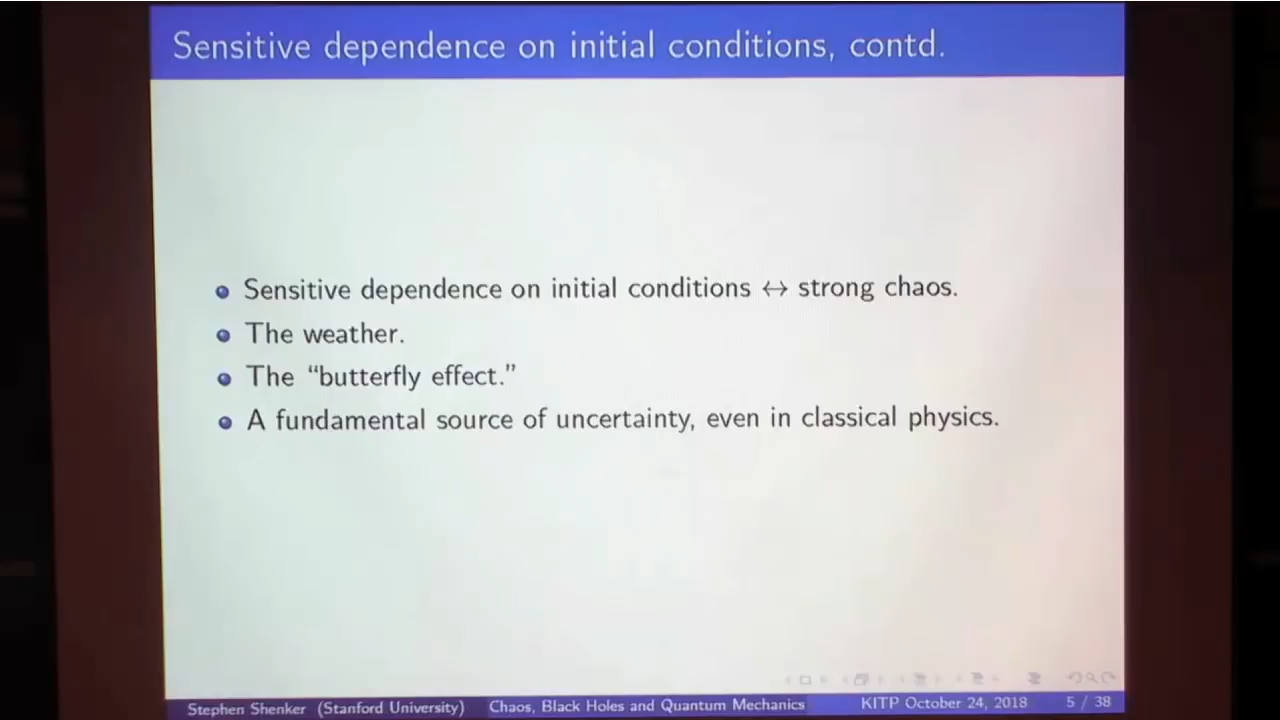 Sensitive dependence on initial conditions, contd.
Sensitive dependence on initial conditions ↔ strong chaos.
The weather.
The “butterfly effect.”
A fundamental source of uncertainty, even in classical physics.
Stephen Shenker (Stanford University) Chaos, Black Holes and Quantum Mechanics KITP October 24, 2018 5 / 38